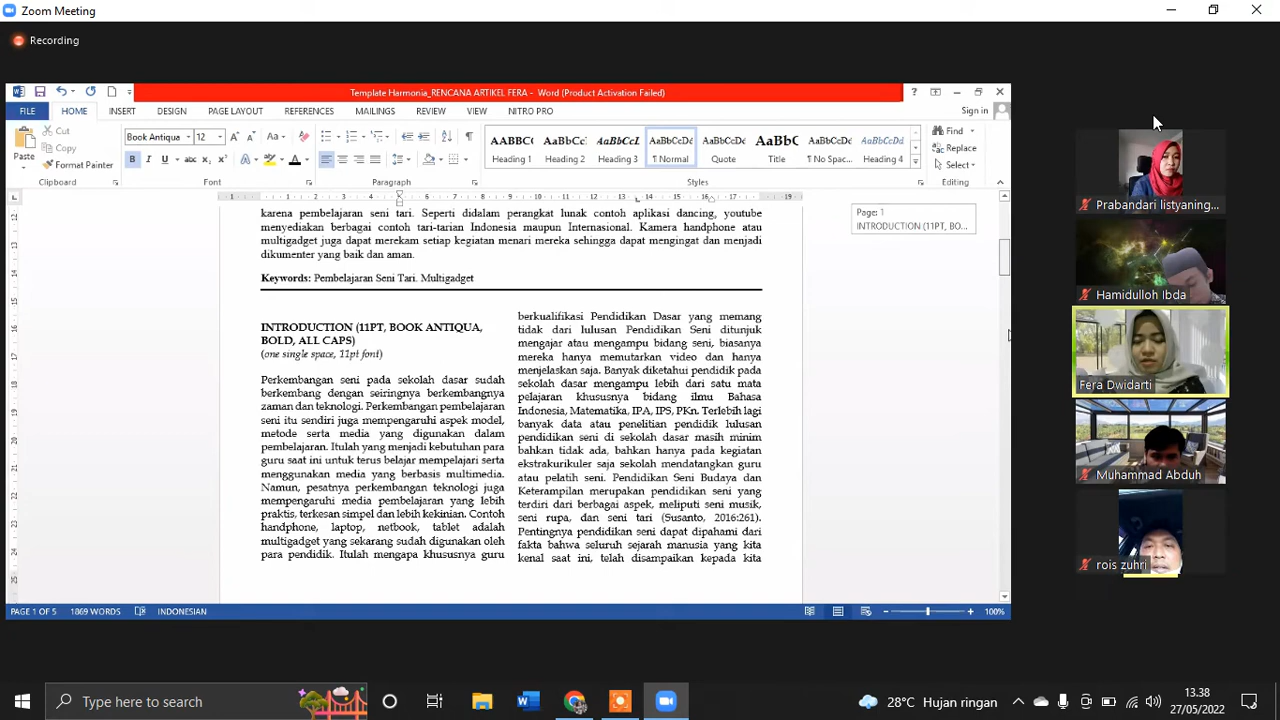 Zoom Meeting
Recording
Template Harmonia_RENCANA ARTIKEL FERA - Word (Product Activation Failed)
FILE HOME INSERT DESIGN PAGE LAYOUT REFERENCES MAILINGS REVIEW VIEW NITRO PRO Sign in
Paste Cut Copy Format Painter
Book Antiqua 12
AaBbCc Heading 1
AaBbCc Heading 2
AaBbCcL Heading 3
AaBbCcDc ¶ Normal
AaBbCcDc Quote
AaBbC Title
AaBbCcDc ¶ No Spac...
AaBbCcDc Heading 4
Find
Replace
Select
Clipboard Font Paragraph Styles Editing
Page: 1
INTRODUCTION (11PT, BO...
karena pembelajaran seni tari. Seperti didalam perangkat lunak contoh aplikasi dancing, youtube
menyediakan berbagai contoh tari-tarian Indonesia maupun Internasional. Kamera handphone atau
multigadget juga dapat merekam setiap kegiatan menari mereka sehingga dapat mengingat dan menjadi
dikumenter yang baik dan aman.
Keywords: Pembelajaran Seni Tari. Multigadget
INTRODUCTION (11PT, BOOK ANTIQUA,
BOLD, ALL CAPS)
(one single space, 11pt font)
Perkembangan seni pada sekolah dasar sudah
berkembang dengan seiringnya berkembangnya
zaman dan teknologi. Perkembangan pembelajaran
seni itu sendiri juga mempengaruhi aspek model,
metode serta media yang digunakan dalam
pembelajaran. Itulah yang menjadi kebutuhan para
guru saat ini untuk terus belajar mempelajari serta
menggunakan media yang berbasis multimedia.
Namun, pesatnya perkembangan teknologi juga
mempengaruhi media pembelajaran yang lebih
praktis, terkesan simpel dan lebih kekinian. Contoh
handphone, laptop, netbook, tablet adalah
multigadget yang sekarang sudah digunakan oleh
para pendidik. Itulah mengapa khususnya guru
berkualifikasi Pendidikan Dasar yang memang
tidak dari lulusan Pendidikan Seni ditunjuk
mengajar atau mengampu bidang seni, biasanya
mereka hanya memutarkan video dan hanya
menjelaskan saja. Banyak diketahui pendidik pada
sekolah dasar mengampu lebih dari satu mata
pelajaran khususnya bidang ilmu Bahasa
Indonesia, Matematika, IPA, IPS, PKn. Terlebih lagi
banyak data atau penelitian pendidik lulusan
pendidikan seni di sekolah dasar masih minim
bahkan tidak ada, bahkan hanya pada kegiatan
ekstrakurikuler saja sekolah mendatangkan guru
atau pelatih seni. Pendidikan Seni Budaya dan
Keterampilan merupakan pendidikan seni yang
terdiri dari berbagai aspek, meliputi seni musik,
seni rupa, dan seni tari (Susanto, 2016:261).
Pentingnya pendidikan seni dapat dipahami dari
fakta bahwa seluruh sejarah manusia yang kita
kenal saat ini, telah disampaikan kepada kita
PAGE 1 OF 5 1869 WORDS INDONESIAN 100%
Prabandari listyaning...
Hamidulloh Ibda
Fera Dwidarti
Muhammad Abduh
rois zuhri
Type here to search
28°C Hujan ringan
13.38
27/05/2022